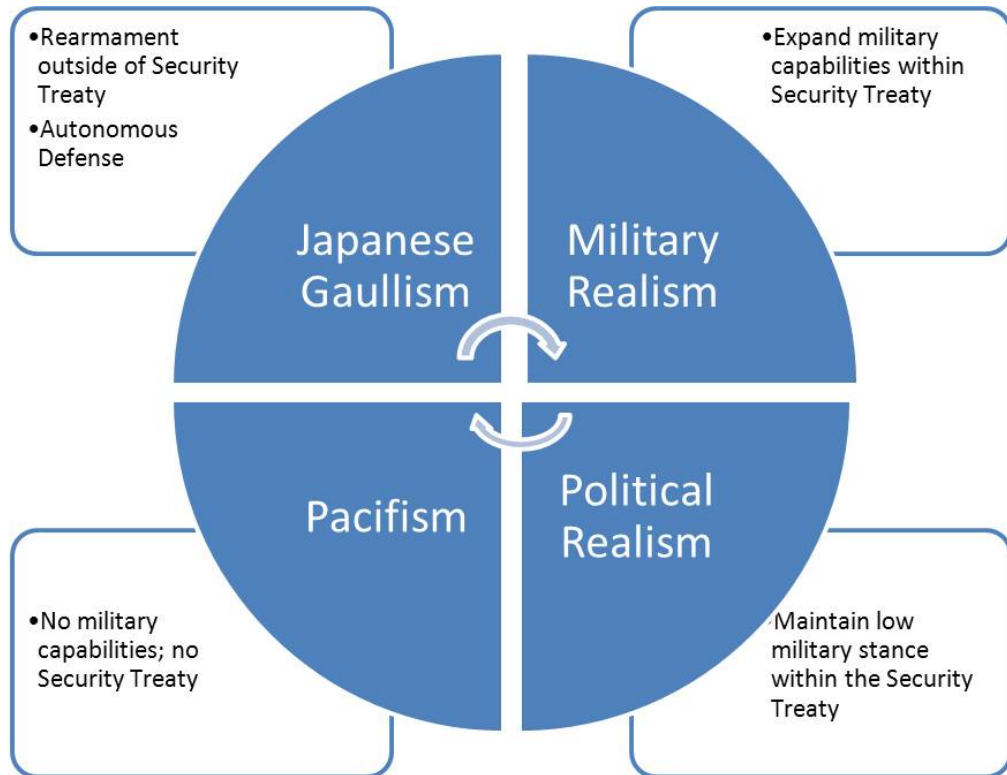 •Rearmament
outside of Security
Treaty
•Autonomous
Defense
•Expand military
capabilities within
Security Treaty
Japanese
Gaullism
Military
Realism
Pacifism
Political
Realism
•No military
capabilities; no
Security Treaty
Maintain low
military stance
within the Security
Treaty